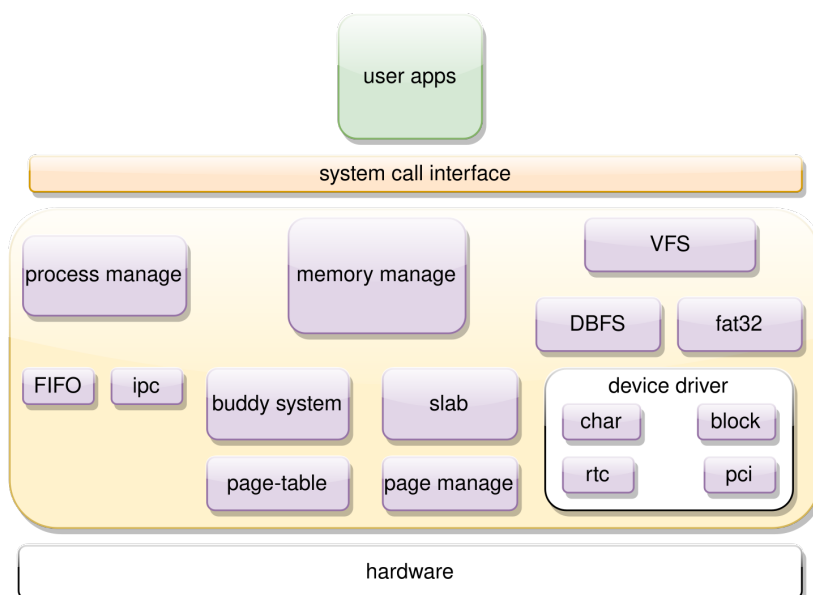 user apps
system call interface
process manage
memory manage
VFS
DBFS
fat32
FIFO
ipc
buddy system
slab
device driver
char
block
page-table
page manage
rtc
pci
hardware